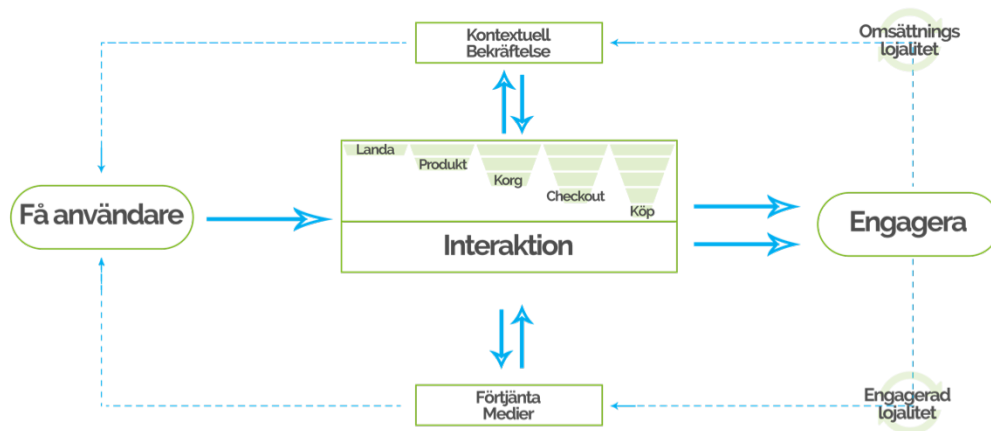 Kontextuell
Bekräftelse
Omsättnings
lojalitet
Landa
Produkt
Korg
Checkout
Köp
Få användare
Interaktion
Engagera
Förtjänta
Medier
Engagerad
lojalitet